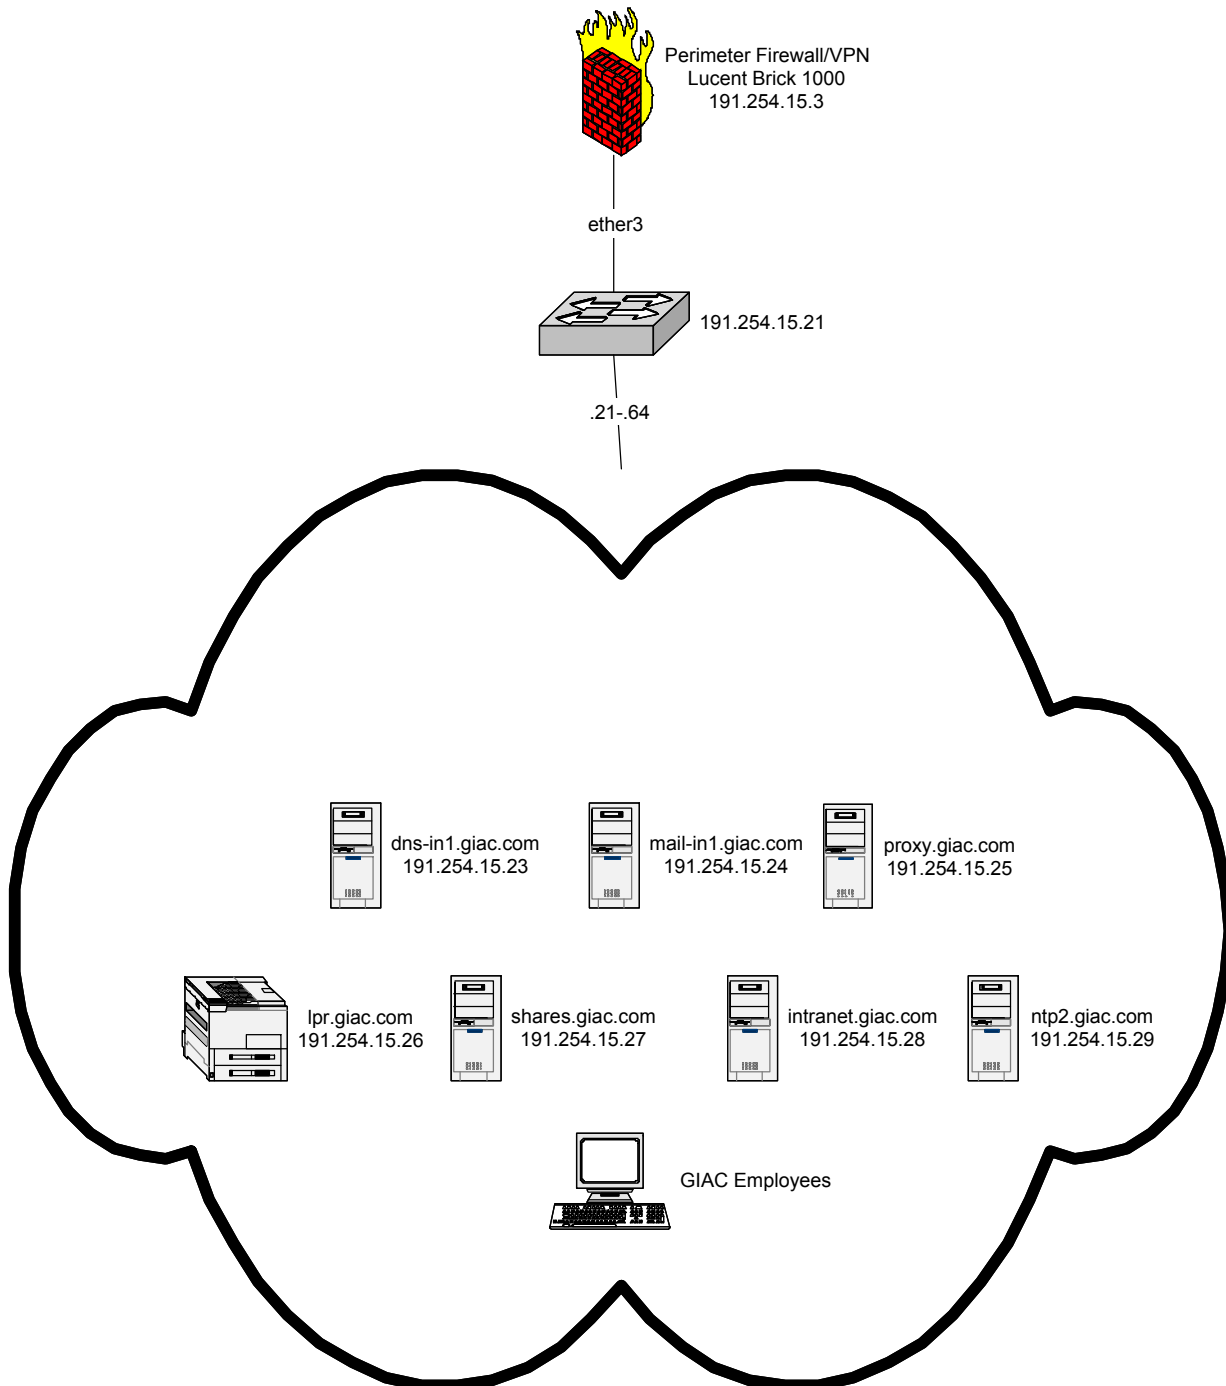 Perimeter Firewall/VPN
Lucent Brick 1000
191.254.15.3
ether3
191.254.15.21
.21-.64
dns-in1.giac.com
191.254.15.23
mail-in1.giac.com
191.254.15.24
proxy.giac.com
191.254.15.25
lpr.giac.com
191.254.15.26
shares.giac.com
191.254.15.27
intranet.giac.com
191.254.15.28
ntp2.giac.com
191.254.15.29
GIAC Employees